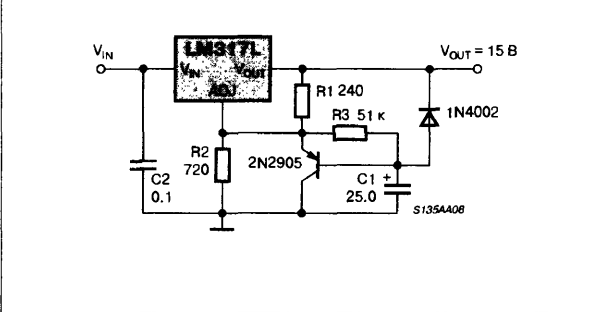 LM317L
VIN
VOUT = 15 В
VIN
VOUT
ADJ
R1 240
R3 51 к
1N4002
R2
720
2N2905
C2
0.1
C1
+
25.0
S135AA08